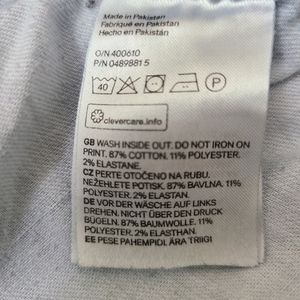 Made in Pakistan
Fabriqué en Pakistan
Hecho en Pakistán
O/N 400610
P/N 0489881 5
40
P
clevercare.info
GB WASH INSIDE OUT. DO NOT IRON ON
PRINT. 87% COTTON. 11% POLYESTER.
2% ELASTANE.
CZ PERTE OTOČENO NA RUBU.
NEŽEHLETE POTISK. 87% BAVLNA. 11%
POLYESTER. 2% ELASTAN.
DE VOR DER WÄSCHE AUF LINKS
DREHEN. NICHT ÜBER DEN DRUCK
BÜGELN. 87% BAUMWOLLE. 11%
POLYESTER. 2% ELASTHAN.
EE PESE PAHEMPIDI. ÄRA TRIIGI